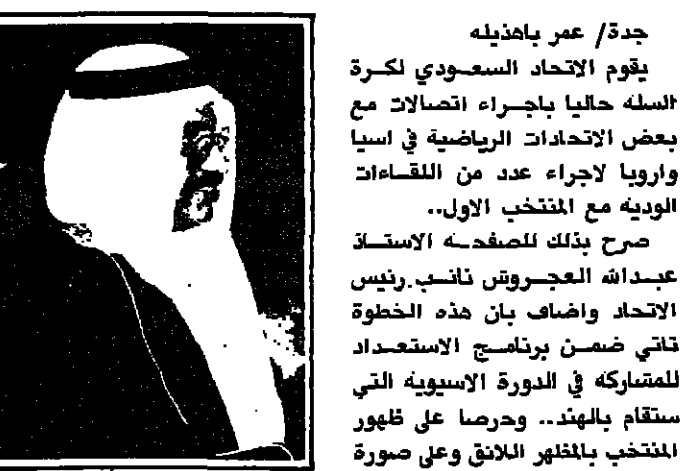 جدة/ عمر باهذيله
يقوم الاتحاد السعودي لكرة
السله حاليا باجراء اتصالات مع
بعض الاتحادات الرياضية في اسيا
واروبا لاجراء عدد من اللقاءات
الوديه مع المنتخب الاول..
صرح بذلك للصفحه الاستاذ
عبدالله العجروش نائب رئيس
الاتحاد واضاف بان هذه الخطوة
تاتي ضمن برنامج الاستعداد
للمشاركه في الدورة الاسيويه التي
ستقام بالهند.. وحرصا على ظهور
المنتخب بالمظهر اللائق وعلى صورة